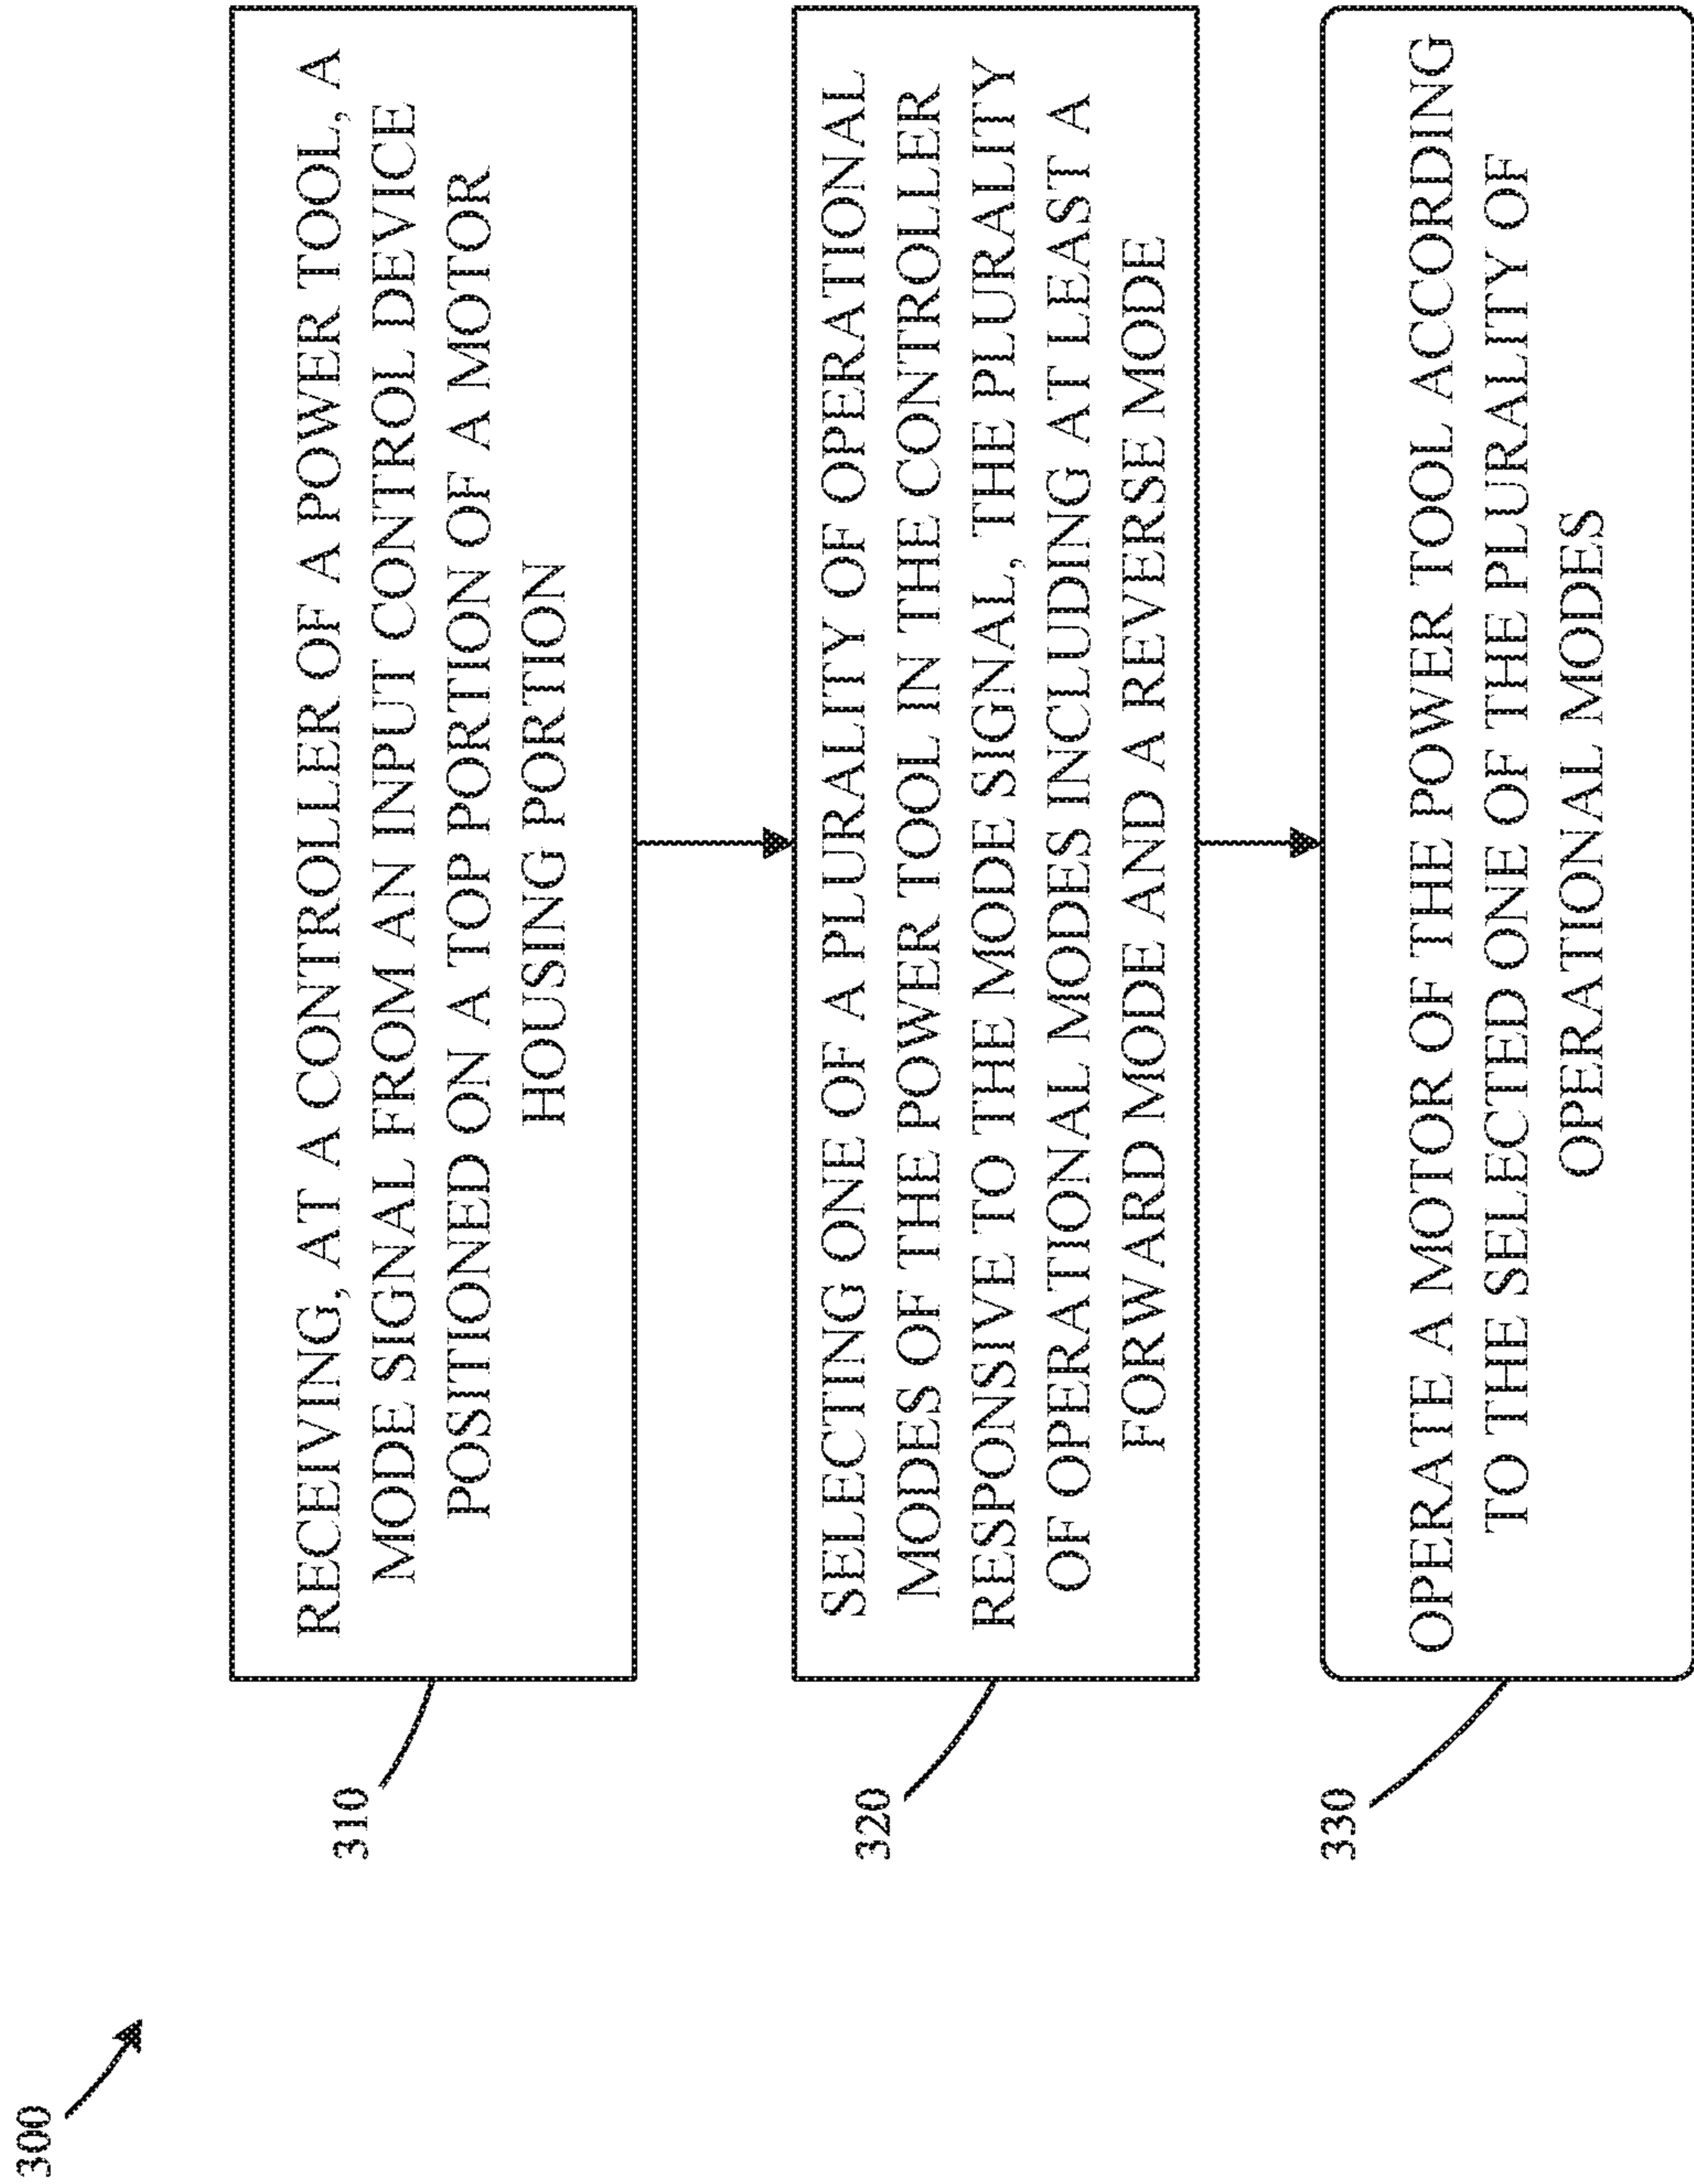 300
310
RECEIVING, AT A CONTROLLER OF A POWER TOOL, A
MODE SIGNAL FROM AN INPUT CONTROL DEVICE
POSITIONED ON A TOP PORTION OF A MOTOR
HOUSING PORTION
320
SELECTING ONE OF A PLURALITY OF OPERATIONAL
MODES OF THE POWER TOOL IN THE CONTROLLER
RESPONSIVE TO THE MODE SIGNAL, THE PLURALITY
OF OPERATIONAL MODES INCLUDING AT LEAST A
FORWARD MODE AND A REVERSE MODE
330
OPERATE A MOTOR OF THE POWER TOOL ACCORDING
TO THE SELECTED ONE OF THE PLURALITY OF
OPERATIONAL MODES